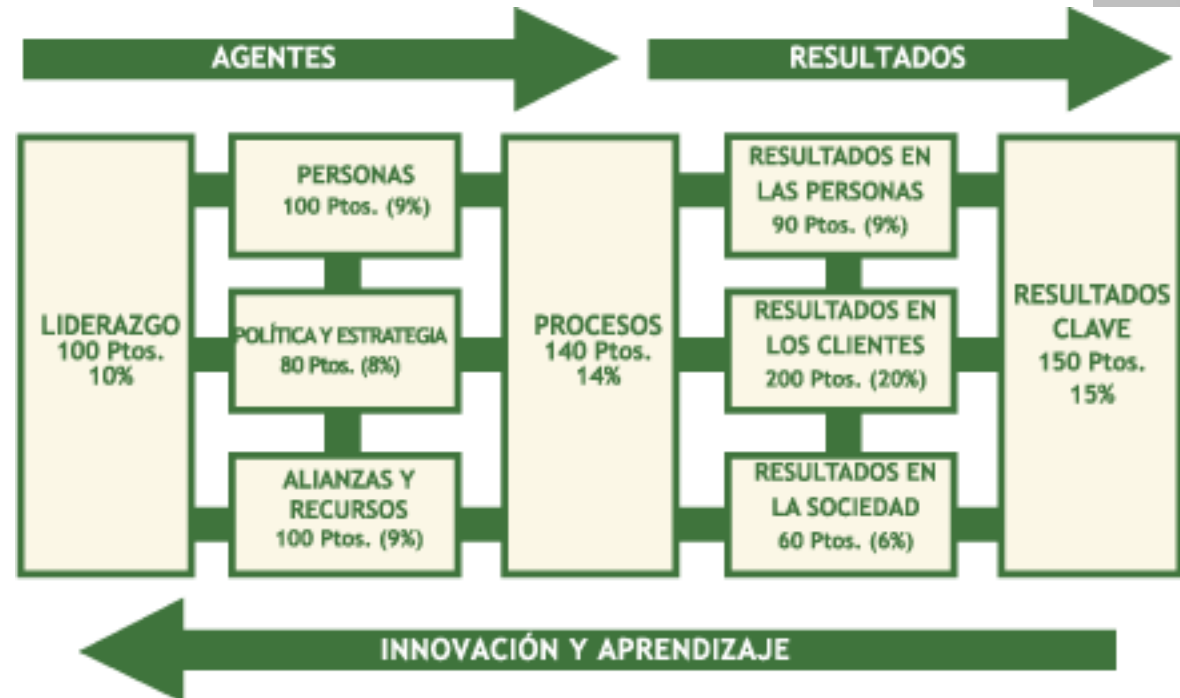 AGENTES
RESULTADOS
LIDERAZGO
100 Ptos.
10%
PERSONAS
100 Ptos. (9%)
POLÍTICA Y ESTRATEGIA
80 Ptos. (8%)
ALIANZAS Y
RECURSOS
100 Ptos. (9%)
PROCESOS
140 Ptos.
14%
RESULTADOS EN
LAS PERSONAS
90 Ptos. (9%)
RESULTADOS EN
LOS CLIENTES
200 Ptos. (20%)
RESULTADOS EN
LA SOCIEDAD
60 Ptos. (6%)
RESULTADOS
CLAVE
150 Ptos.
15%
INNOVACIÓN Y APRENDIZAJE